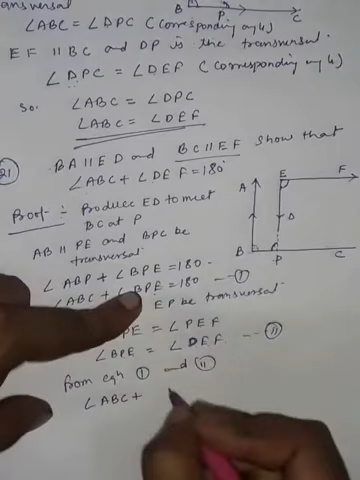 ansversal
∠ABC = ∠DPC (Corresponding ang's)
EF || BC and DP is the transversal.
∠DPC = ∠DEF (Corresponding ang's)
So. ∠ABC = ∠DPC
∠ABC = ∠DEF
21 BA || ED and BC || EF show that
∠ABC + ∠DEF = 180°
Proof :- Produce ED to meet
BC at P
AB || PE and BPC be
transversal
∠ABP + ∠BPE = 180 -
∠ABC + ∠BPE = 180 - (I)
EP be transversal
PE = ∠PEF
∠BPE = ∠DEF. -- (II)
from eqn (I) and (II)
∠ABC +
B P C
A E F
D
B P C